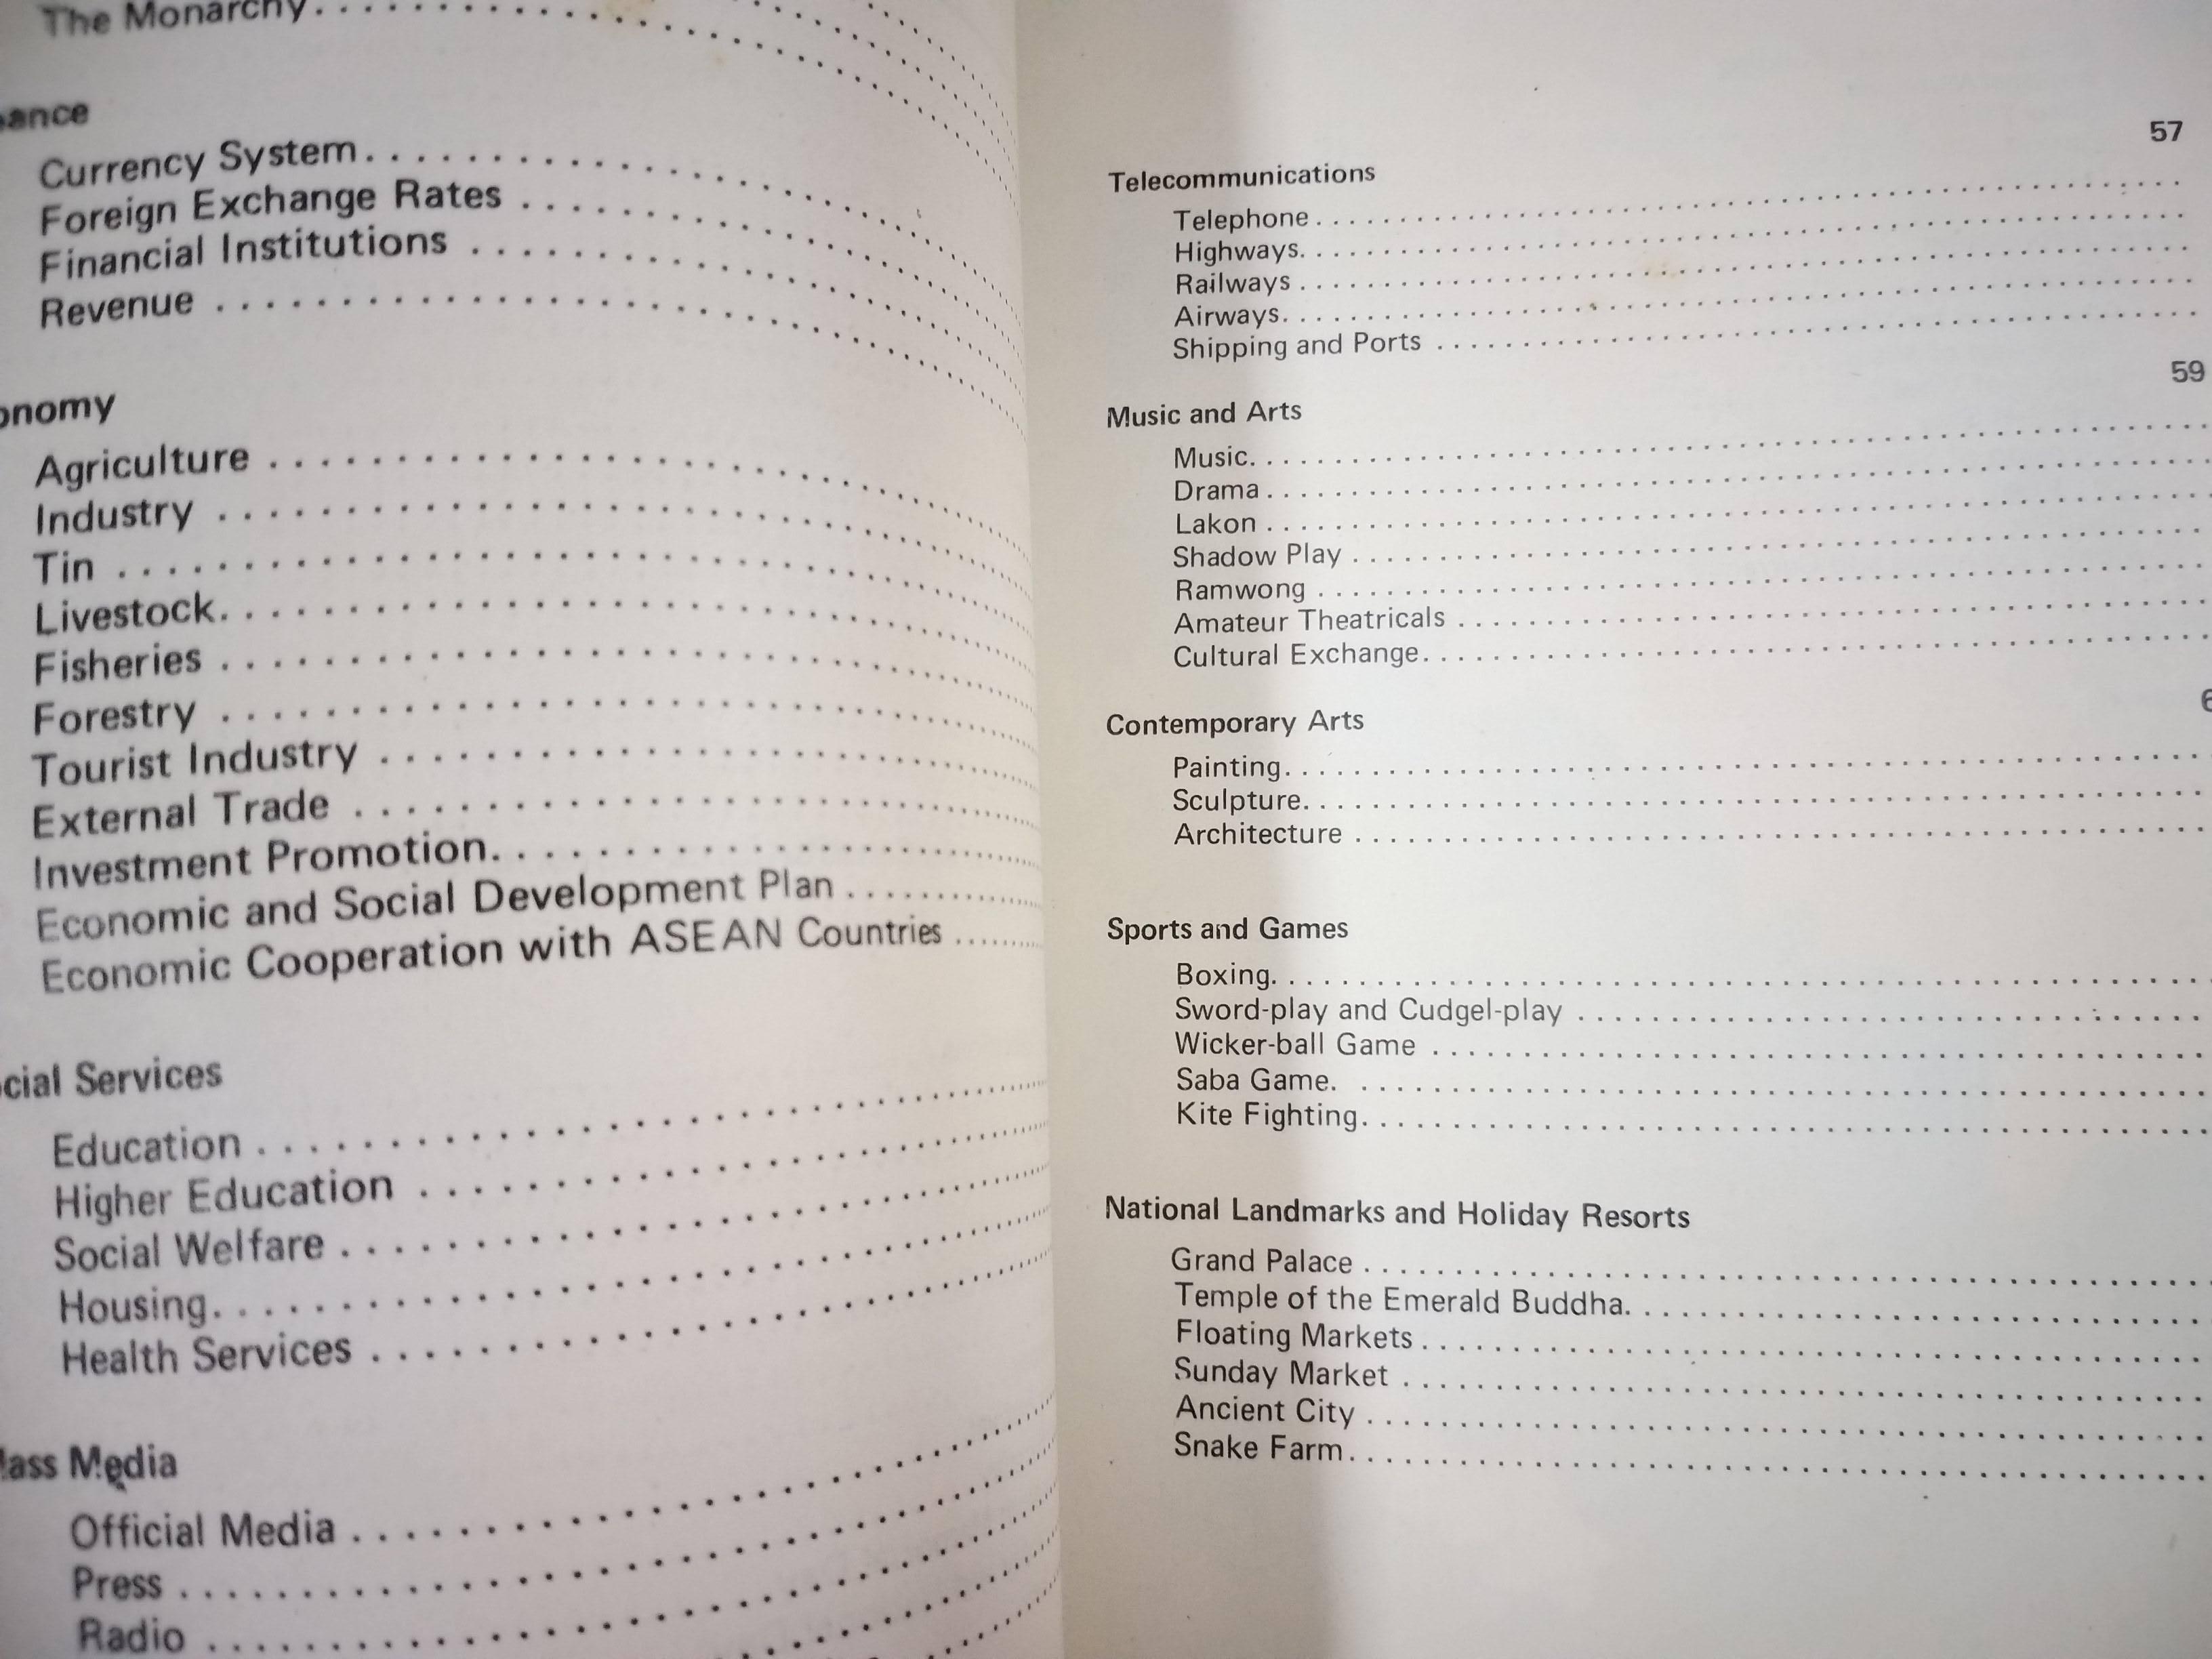 The Monarchy
Currency System
Foreign Exchange Rates
Financial Institutions
Revenue
Agriculture
Industry
Tin
Livestock
Fisheries
Forestry
Tourist Industry
External Trade
Investment Promotion
Economic and Social Development Plan
Economic Cooperation with ASEAN Countries
Services
Education
Higher Education
Social Welfare
Housing
Health Services
Media
Official Media
Press
Radio
57
Telecommunications
Telephone
Highways
Railways
Airways
Shipping and Ports
59
Music and Arts
Music
Drama
Lakon
Shadow Play
Ramwong
Amateur Theatricals
Cultural Exchange
Contemporary Arts
Painting
Sculpture
Architecture
Sports and Games
Boxing
Sword-play and Cudgel-play
Wicker-ball Game
Saba Game
Kite Fighting
National Landmarks and Holiday Resorts
Grand Palace
Temple of the Emerald Buddha
Floating Markets
Sunday Market
Ancient City
Snake Farm